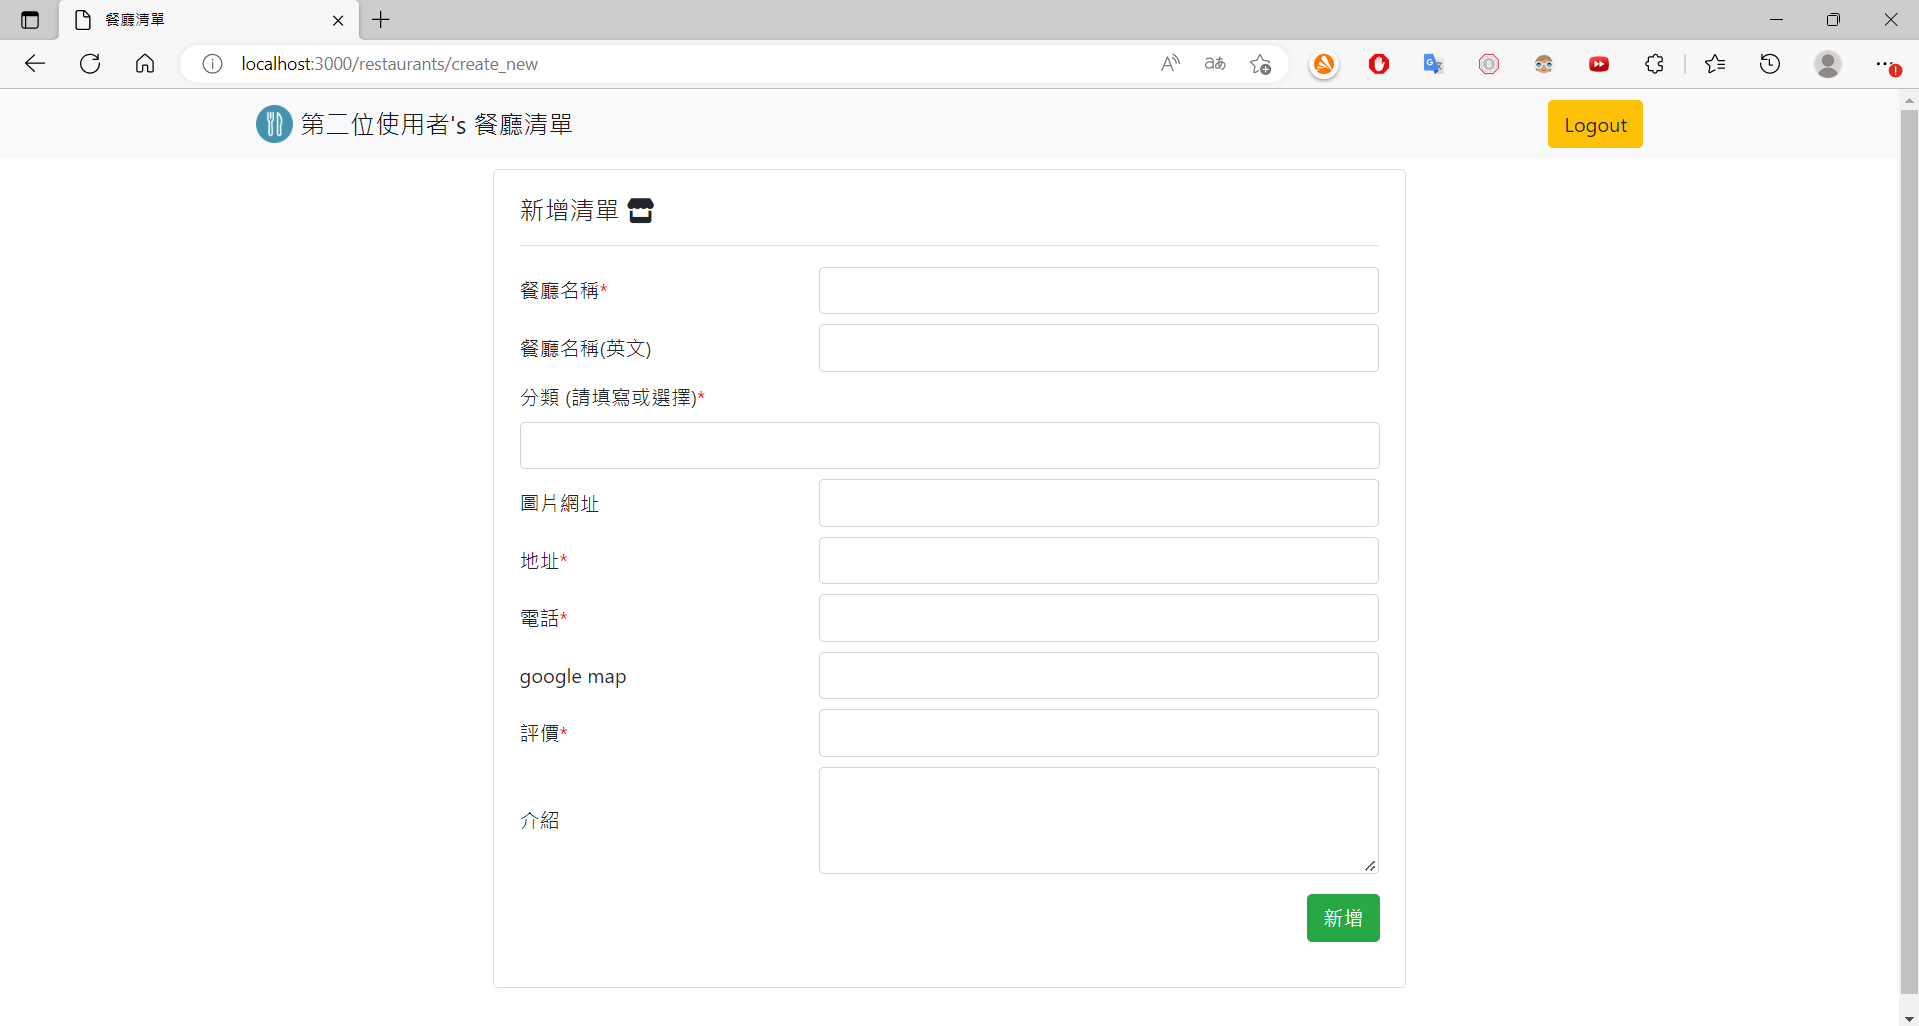 餐廳清單
localhost:3000/restaurants/create_new
第二位使用者's 餐廳清單
Logout
新增清單
餐廳名稱*
餐廳名稱(英文)
分類 (請填寫或選擇)*
圖片網址
地址*
電話*
google map
評價*
介紹
新增